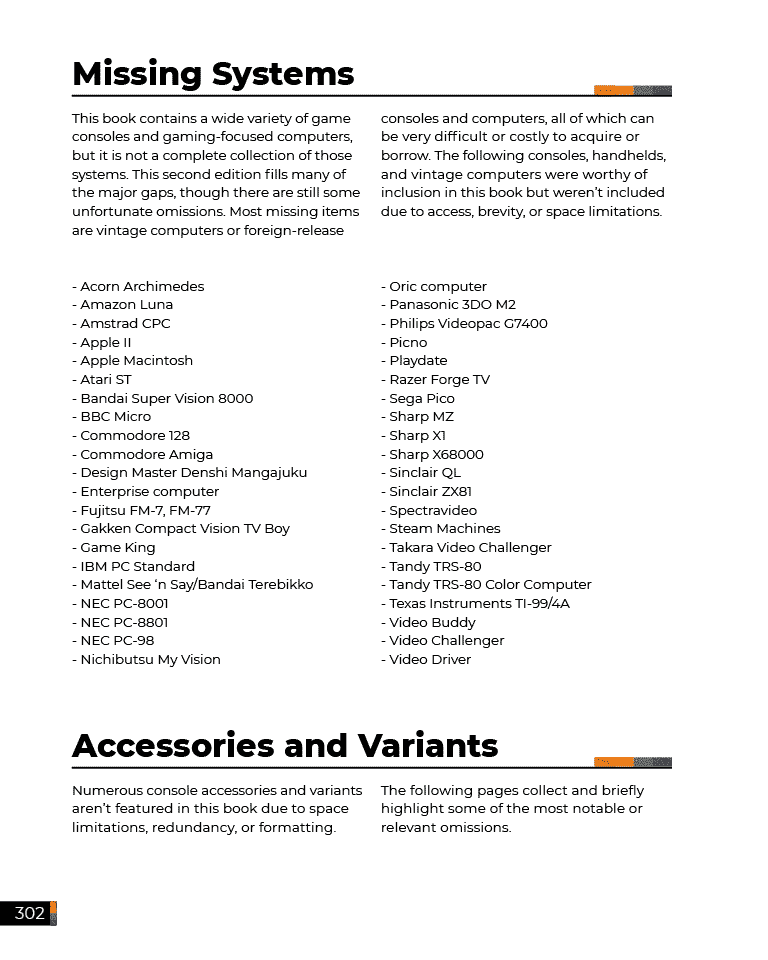 Missing Systems
This book contains a wide variety of game
consoles and gaming-focused computers,
but it is not a complete collection of those
systems. This second edition fills many of
the major gaps, though there are still some
unfortunate omissions. Most missing items
are vintage computers or foreign-release
consoles and computers, all of which can
be very difficult or costly to acquire or
borrow. The following consoles, handhelds,
and vintage computers were worthy of
inclusion in this book but weren't included
due to access, brevity, or space limitations.
- Acorn Archimedes
- Amazon Luna
- Amstrad CPC
- Apple II
- Apple Macintosh
- Atari ST
- Bandai Super Vision 8000
- BBC Micro
- Commodore 128
- Commodore Amiga
- Design Master Denshi Mangajuku
- Enterprise computer
- Fujitsu FM-7, FM-77
- Gakken Compact Vision TV Boy
- Game King
- IBM PC Standard
- Mattel See ‘n Say/Bandai Terebikko
- NEC PC-8001
- NEC PC-8801
- NEC PC-98
- Nichibutsu My Vision
- Oric computer
- Panasonic 3DO M2
- Philips Videopac G7400
- Picno
- Playdate
- Razer Forge TV
- Sega Pico
- Sharp MZ
- Sharp X1
- Sharp X68000
- Sinclair QL
- Sinclair ZX81
- Spectravideo
- Steam Machines
- Takara Video Challenger
- Tandy TRS-80
- Tandy TRS-80 Color Computer
- Texas Instruments TI-99/4A
- Video Buddy
- Video Challenger
- Video Driver
Accessories and Variants
Numerous console accessories and variants
aren't featured in this book due to space
limitations, redundancy, or formatting.
The following pages collect and briefly
highlight some of the most notable or
relevant omissions.
302